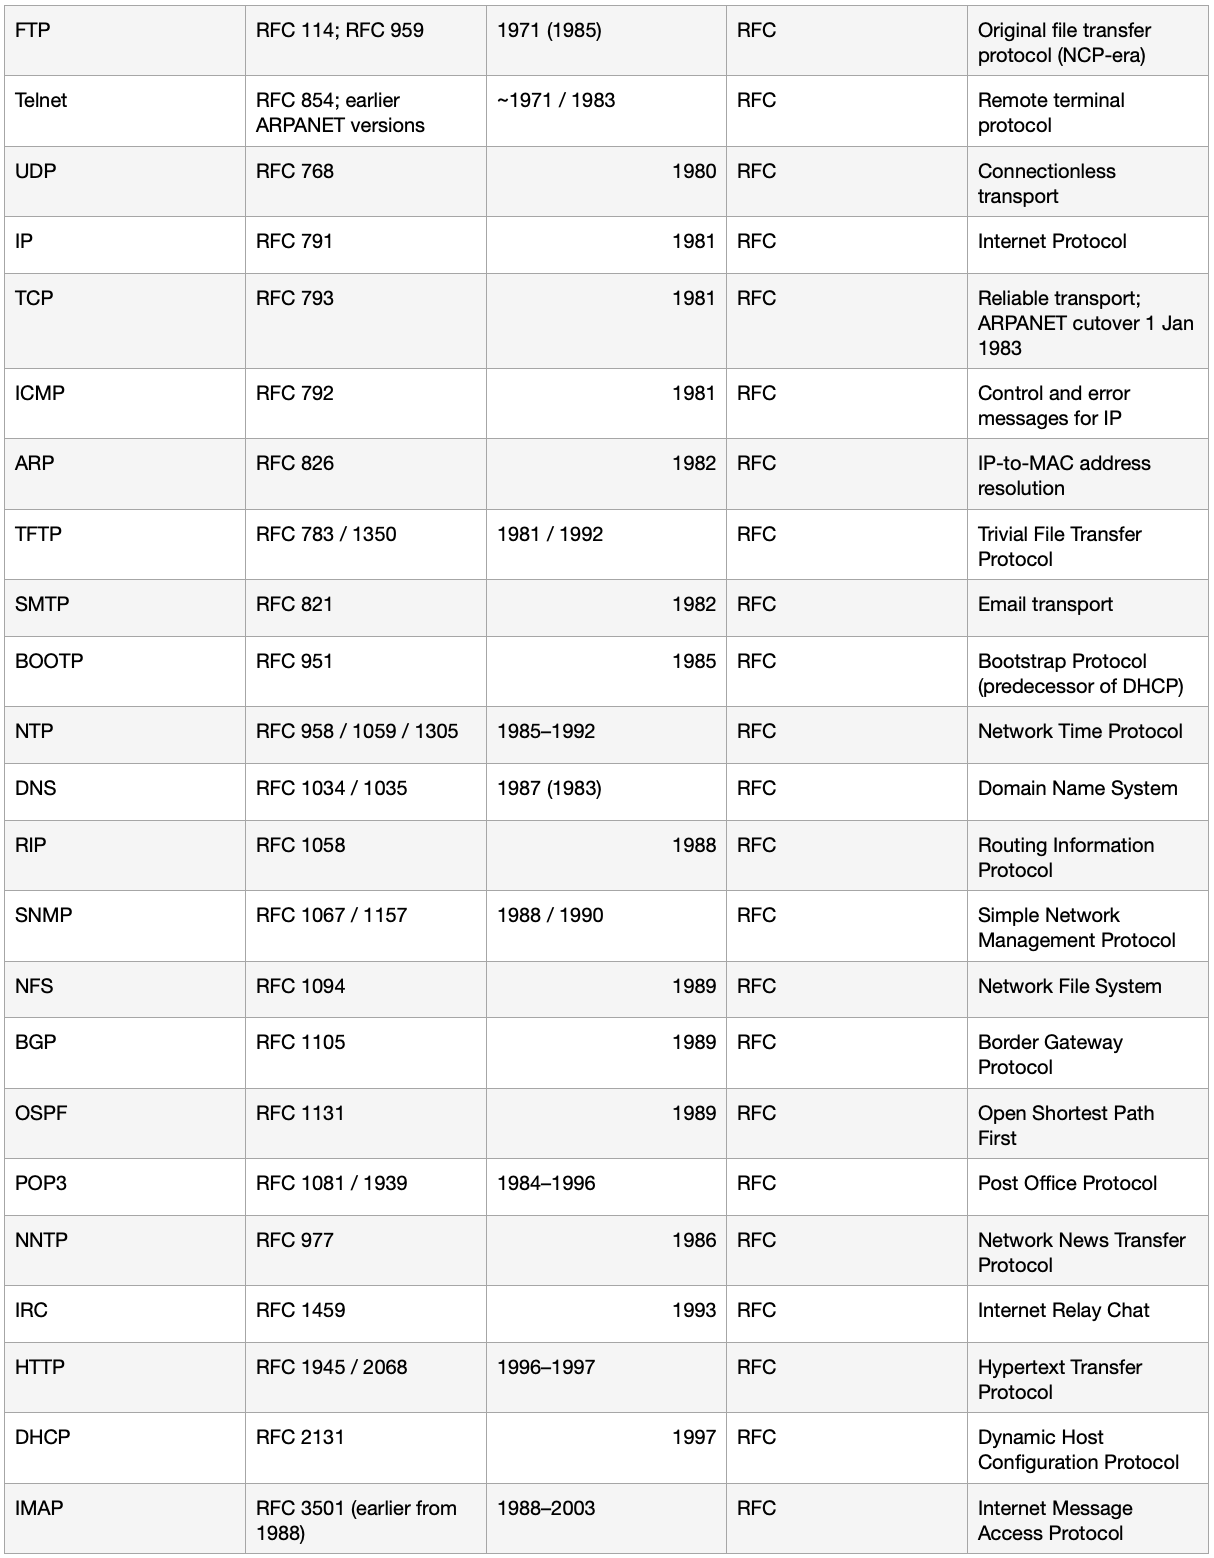 FTP
RFC 114; RFC 959
1971 (1985)
RFC
Original file transfer
protocol (NCP-era)
Telnet
RFC 854; earlier
ARPANET versions
~1971 / 1983
RFC
Remote terminal
protocol
UDP
RFC 768
1980
RFC
Connectionless
transport
IP
RFC 791
1981
RFC
Internet Protocol
TCP
RFC 793
1981
RFC
Reliable transport;
ARPANET cutover 1 Jan
1983
ICMP
RFC 792
1981
RFC
Control and error
messages for IP
ARP
RFC 826
1982
RFC
IP-to-MAC address
resolution
TFTP
RFC 783 / 1350
1981 / 1992
RFC
Trivial File Transfer
Protocol
SMTP
RFC 821
1982
RFC
Email transport
BOOTP
RFC 951
1985
RFC
Bootstrap Protocol
(predecessor of DHCP)
NTP
RFC 958 / 1059 / 1305
1985–1992
RFC
Network Time Protocol
DNS
RFC 1034 / 1035
1987 (1983)
RFC
Domain Name System
RIP
RFC 1058
1988
RFC
Routing Information
Protocol
SNMP
RFC 1067 / 1157
1988 / 1990
RFC
Simple Network
Management Protocol
NFS
RFC 1094
1989
RFC
Network File System
BGP
RFC 1105
1989
RFC
Border Gateway
Protocol
OSPF
RFC 1131
1989
RFC
Open Shortest Path
First
POP3
RFC 1081 / 1939
1984–1996
RFC
Post Office Protocol
NNTP
RFC 977
1986
RFC
Network News Transfer
Protocol
IRC
RFC 1459
1993
RFC
Internet Relay Chat
HTTP
RFC 1945 / 2068
1996–1997
RFC
Hypertext Transfer
Protocol
DHCP
RFC 2131
1997
RFC
Dynamic Host
Configuration Protocol
IMAP
RFC 3501 (earlier from
1988)
1988–2003
RFC
Internet Message
Access Protocol